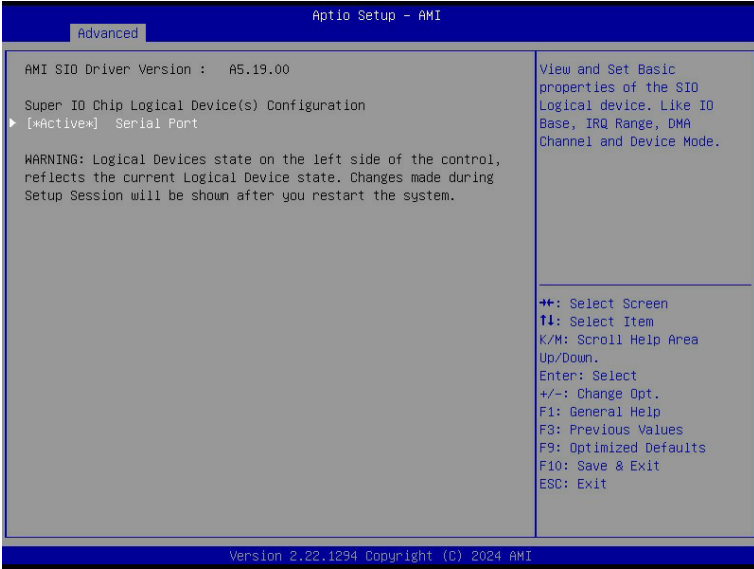 Aptio Setup - AMI
Advanced
AMI SIO Driver Version : A5.19.00
Super IO Chip Logical Device(s) Configuration
[*Active*] Serial Port
WARNING: Logical Devices state on the left side of the control,
reflects the current Logical Device state. Changes made during
Setup Session will be shown after you restart the system.
View and Set Basic
properties of the SIO
Logical device. Like IO
Base, IRQ Range, DMA
Channel and Device Mode.
→←: Select Screen
↑↓: Select Item
K/M: Scroll Help Area
Up/Down.
Enter: Select
+/-: Change Opt.
F1: General Help
F3: Previous Values
F9: Optimized Defaults
F10: Save & Exit
ESC: Exit
Version 2.22.1294 Copyright (C) 2024 AMI